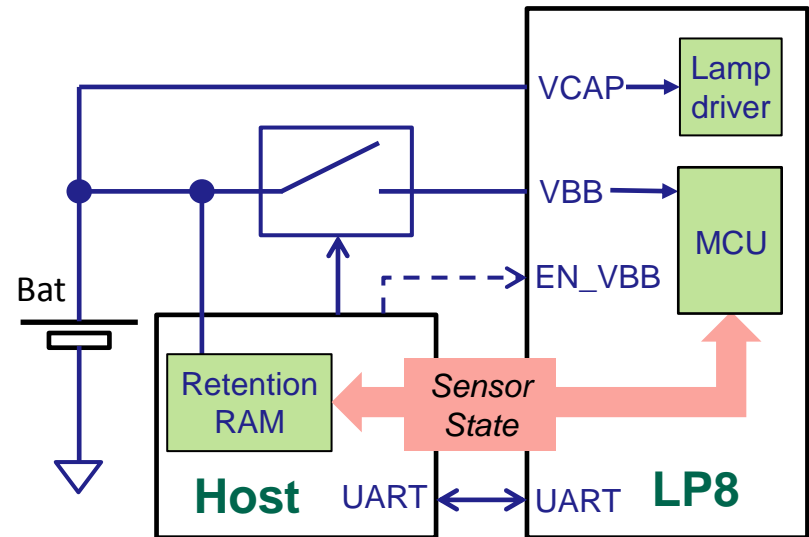 VCAP
Lamp
driver
VBB
MCU
EN_VBB
Bat
Retention
RAM
Sensor
State
Host
UART
UART
LP8